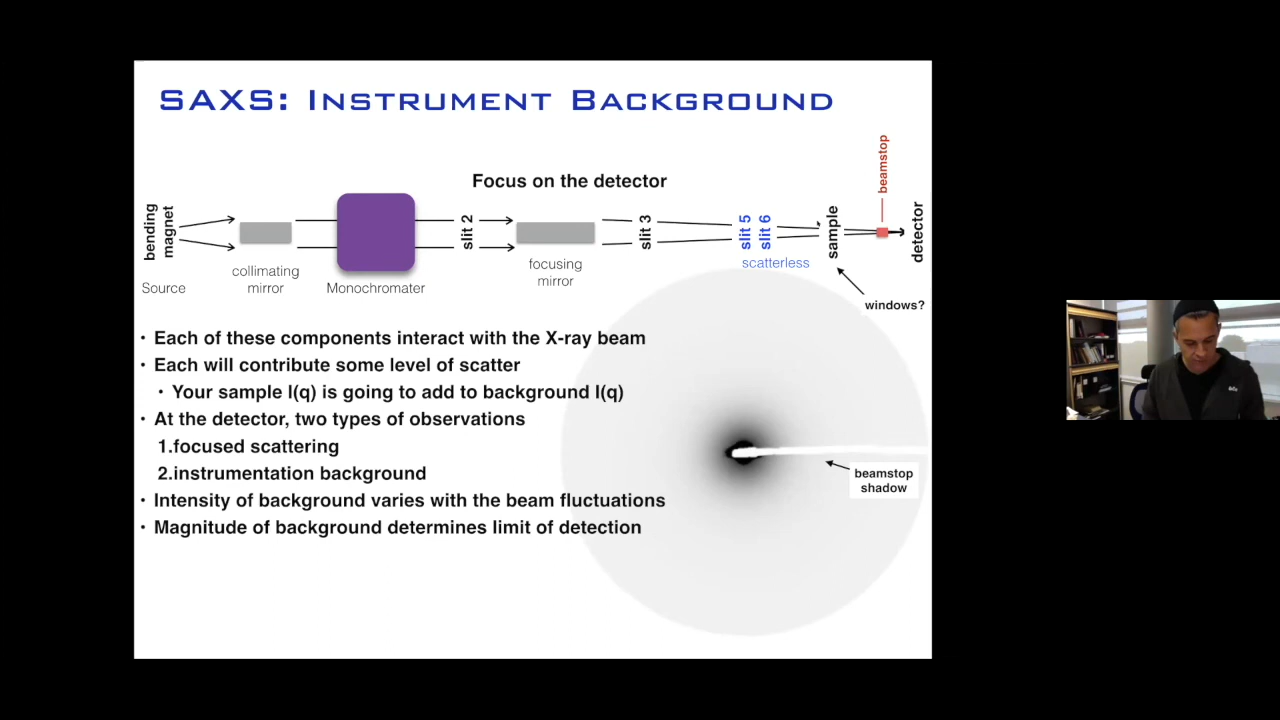 SAXS: Instrument Background
Focus on the detector
bending
magnet
Source
collimating
mirror
Monochromater
slit 2
focusing
mirror
slit 3
slit 5
slit 6
scatterless
sample
beamstop
detector
windows?
• Each of these components interact with the X-ray beam
• Each will contribute some level of scatter
• Your sample I(q) is going to add to background I(q)
• At the detector, two types of observations
1.focused scattering
2.instrumentation background
• Intensity of background varies with the beam fluctuations
• Magnitude of background determines limit of detection
beamstop
shadow